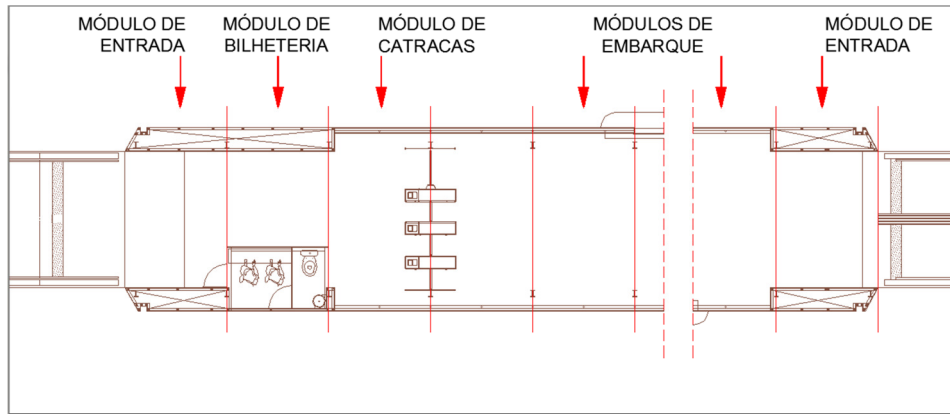 MÓDULO DE
ENTRADA
MÓDULO DE
BILHETERIA
MÓDULO DE
CATRACAS
MÓDULOS DE
EMBARQUE
MÓDULO DE
ENTRADA